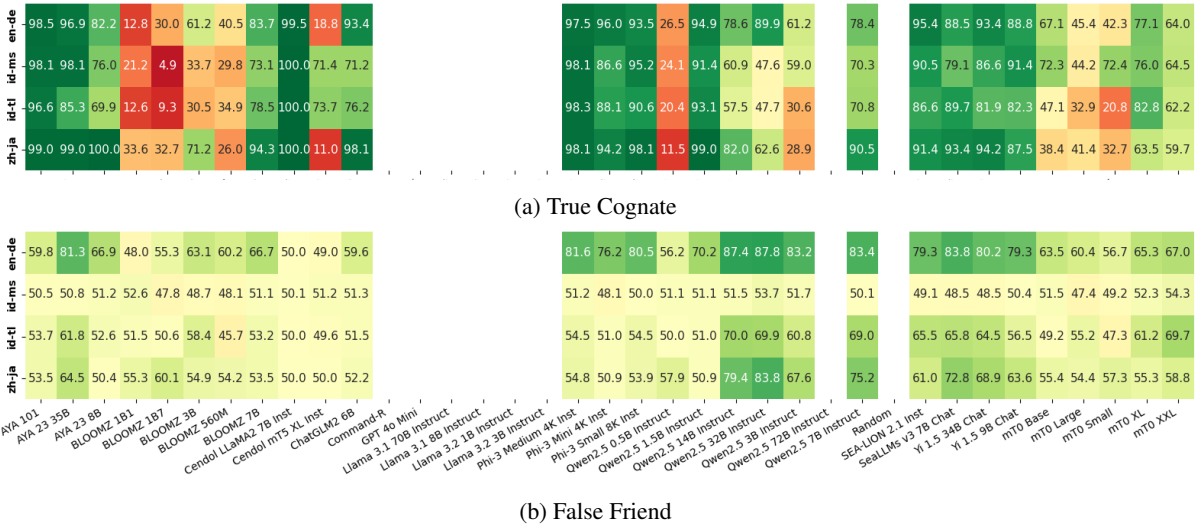 en-de 98.5 96.9 82.2 12.8 30.0 61.2 40.5 83.7 99.5 18.8 93.4 97.5 96.0 93.5 26.5 94.9 78.6 89.9 61.2 78.4 95.4 88.5 93.4 88.8 67.1 45.4 42.3 77.1 64.0
id-ms 98.1 98.1 76.0 21.2 4.9 33.7 29.8 73.1 100.0 71.4 71.2 98.1 86.6 95.2 24.1 91.4 60.9 47.6 59.0 70.3 90.5 79.1 86.6 91.4 72.3 44.2 72.4 76.0 64.5
id-tl 96.6 85.3 69.9 12.6 9.3 30.5 34.9 78.5 100.0 73.7 76.2 98.3 88.1 90.6 20.4 93.1 57.5 47.7 30.6 70.8 86.6 89.7 81.9 82.3 47.1 32.9 20.8 82.8 62.2
zh-ja 99.0 99.0 100.0 33.6 32.7 71.2 26.0 94.3 100.0 11.0 98.1 98.1 94.2 98.1 11.5 99.0 82.0 62.6 28.9 90.5 91.4 93.4 94.2 87.5 38.4 41.4 32.7 63.5 59.7
(a) True Cognate
en-de 59.8 81.3 66.9 48.0 55.3 63.1 60.2 66.7 50.0 49.0 59.6 81.6 76.2 80.5 56.2 70.2 87.4 87.8 83.2 83.4 79.3 83.8 80.2 79.3 63.5 60.4 56.7 65.3 67.0
id-ms 50.5 50.8 51.2 52.6 47.8 48.7 48.1 51.1 50.1 51.2 51.3 51.2 48.1 50.0 51.1 51.1 51.5 53.7 51.7 50.1 49.1 48.5 48.5 50.4 51.5 47.4 49.2 52.3 54.3
id-tl 53.7 61.8 52.6 51.5 50.6 58.4 45.7 53.2 50.0 49.6 51.5 54.5 51.0 54.5 50.0 51.0 70.0 69.9 60.8 69.0 65.5 65.8 64.5 56.5 49.2 55.2 47.3 61.2 69.7
zh-ja 53.5 64.5 50.4 55.3 60.1 54.9 54.2 53.5 50.0 50.0 52.2 54.8 50.9 53.9 57.9 50.9 79.4 83.8 67.6 75.2 61.0 72.8 68.9 63.6 55.4 54.4 57.3 55.3 58.8
AYA 101
AYA 23 35B
AYA 23 8B
BLOOMZ 1B1
BLOOMZ 1B7
BLOOMZ 3B
BLOOMZ 560M
BLOOMZ 7B
Cendol LLaMA2 7B Inst
Cendol mT5 XL Inst
ChatGLM2 6B
Command-R
GPT 4o Mini
Llama 3.1 70B Instruct
Llama 3.1 8B Instruct
Llama 3.2 1B Instruct
Llama 3.2 3B Instruct
Phi-3 Medium 4K Inst
Phi-3 Mini 4K Inst
Phi-3 Small 8K Inst
Qwen2.5 0.5B Instruct
Qwen2.5 1.5B Instruct
Qwen2.5 14B Instruct
Qwen2.5 32B Instruct
Qwen2.5 3B Instruct
Qwen2.5 72B Instruct
Qwen2.5 7B Instruct
Random
SEA-LION 2.1 Inst
SeaLLMs v3 7B Chat
Yi 1.5 34B Chat
Yi 1.5 9B Chat
mT0 Base
mT0 Large
mT0 Small
mT0 XL
mT0 XXL
(b) False Friend